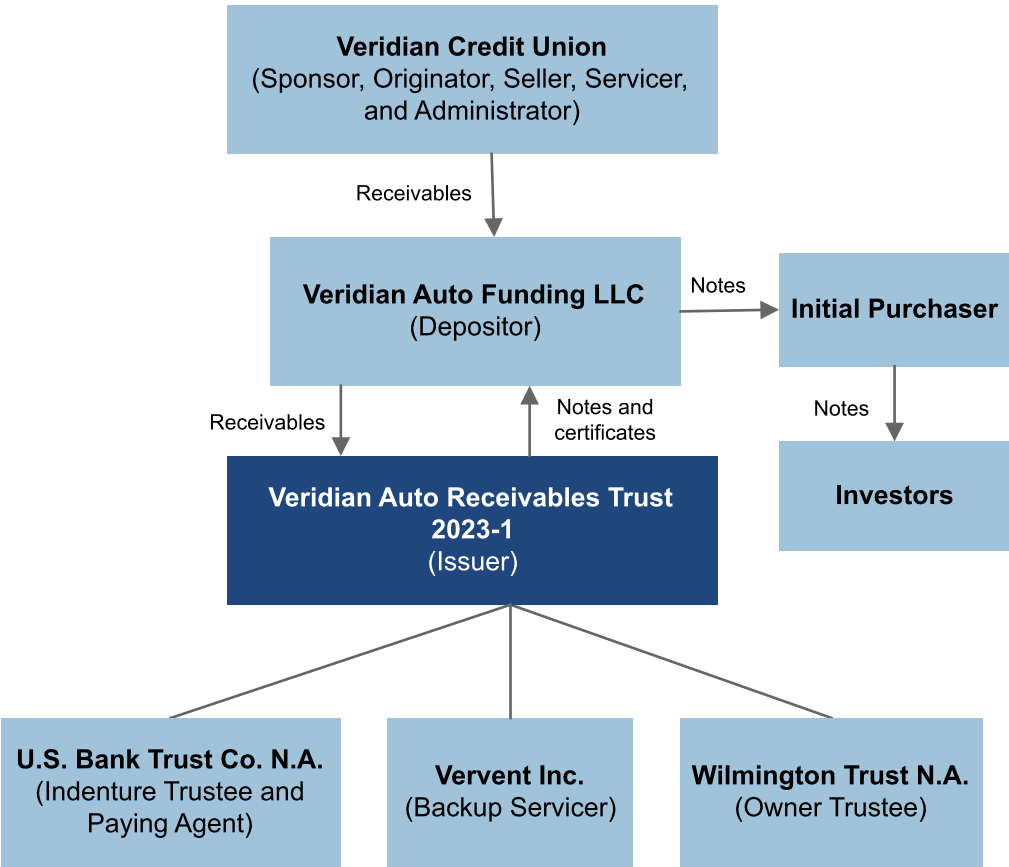 Veridian Credit Union
(Sponsor, Originator, Seller, Servicer,
and Administrator)
Receivables
Veridian Auto Funding LLC
(Depositor)
Notes
Initial Purchaser
Receivables
Notes and
certificates
Notes
Veridian Auto Receivables Trust
2023-1
(Issuer)
Investors
U.S. Bank Trust Co. N.A.
(Indenture Trustee and
Paying Agent)
Vervent Inc.
(Backup Servicer)
Wilmington Trust N.A.
(Owner Trustee)